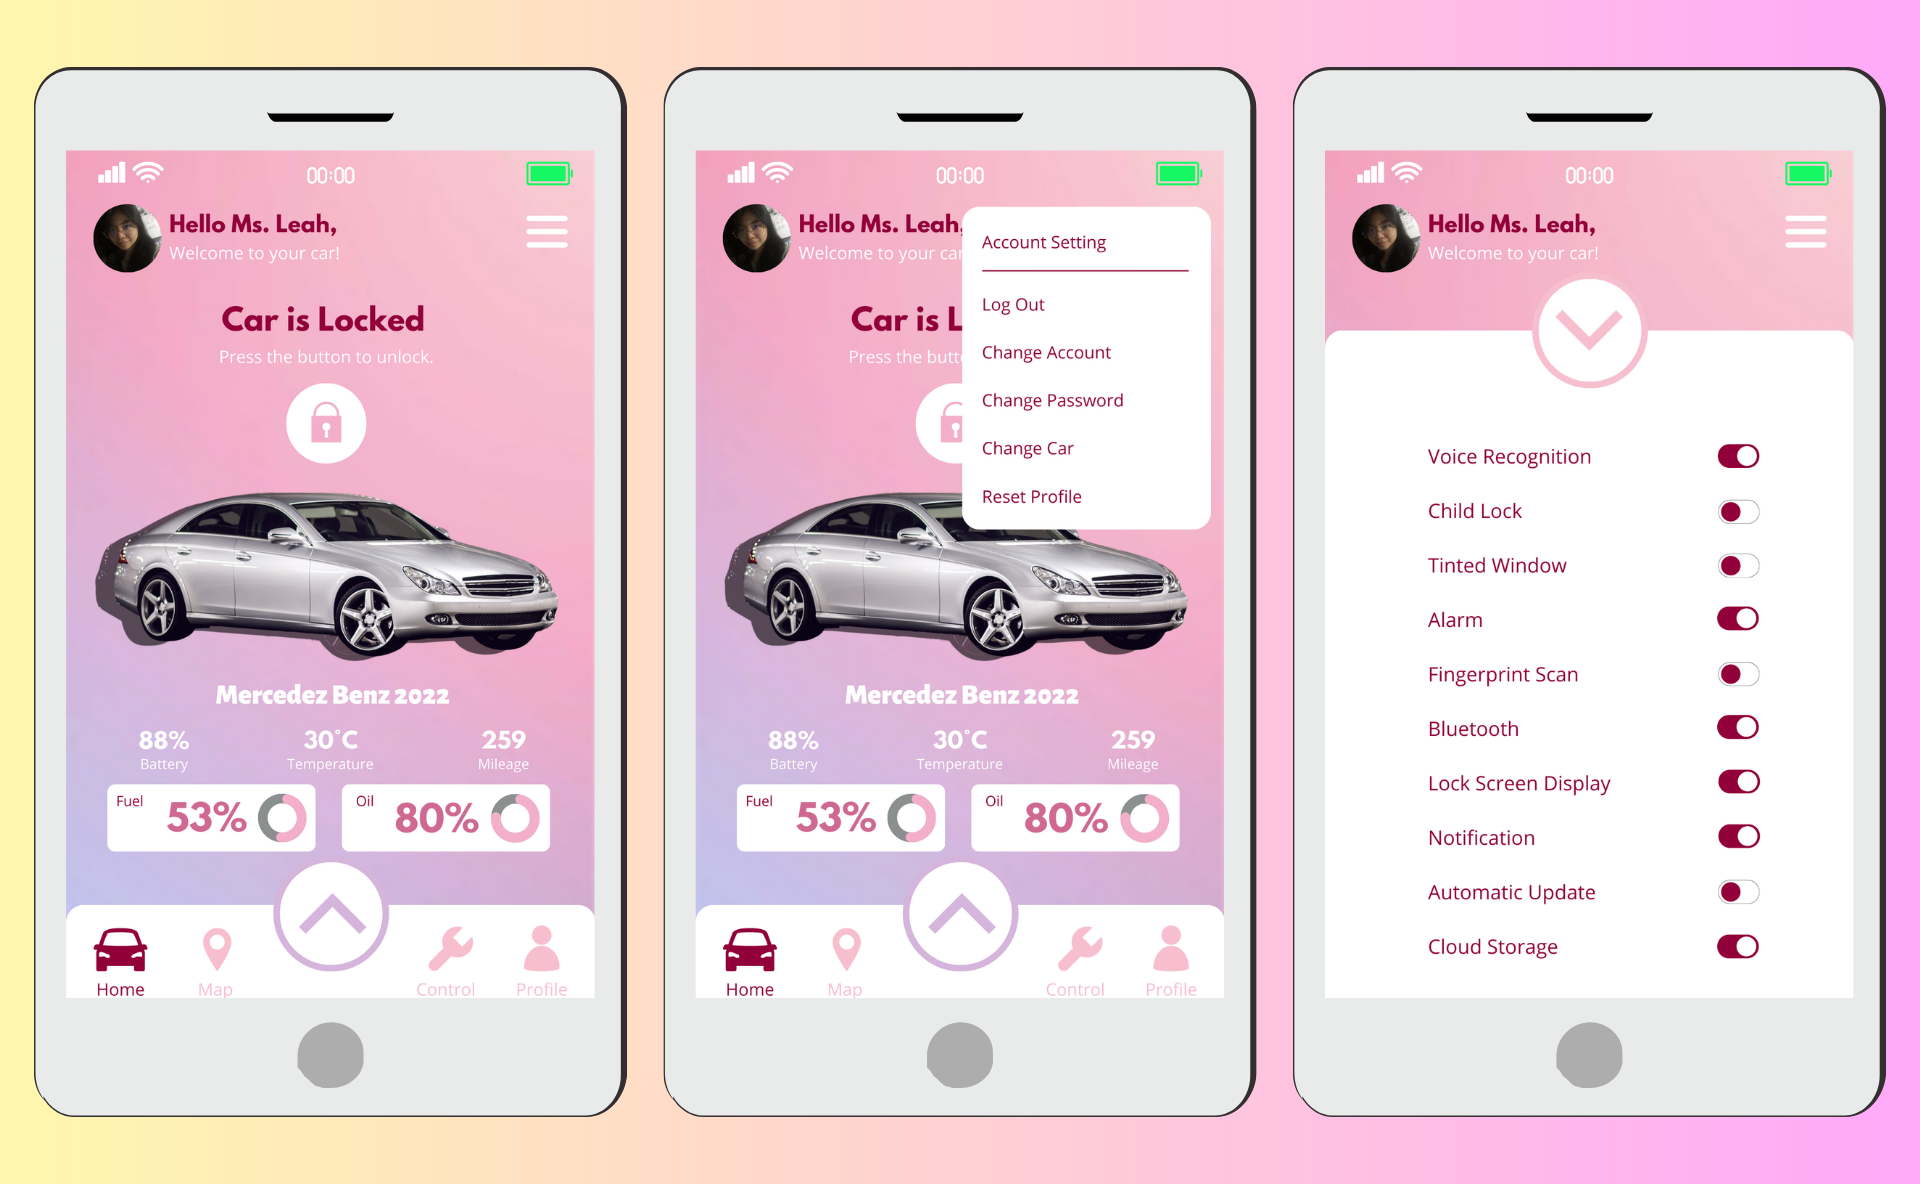 00:00
Hello Ms. Leah,
Welcome to your car!
Car is Locked
Press the button to unlock.
Mercedez Benz 2022
88%
Battery
30°C
Temperature
259
Mileage
Fuel
53%
Oil
80%
Home
Map
Control
Profile
00:00
Hello Ms. Leah,
Welcome to your car
Car is L
Press the butt
Account Setting
Log Out
Change Account
Change Password
Change Car
Reset Profile
Mercedez Benz 2022
88%
Battery
30°C
Temperature
259
Mileage
Fuel
53%
Oil
80%
Home
Map
Control
Profile
00:00
Hello Ms. Leah,
Welcome to your car!
Voice Recognition
Child Lock
Tinted Window
Alarm
Fingerprint Scan
Bluetooth
Lock Screen Display
Notification
Automatic Update
Cloud Storage